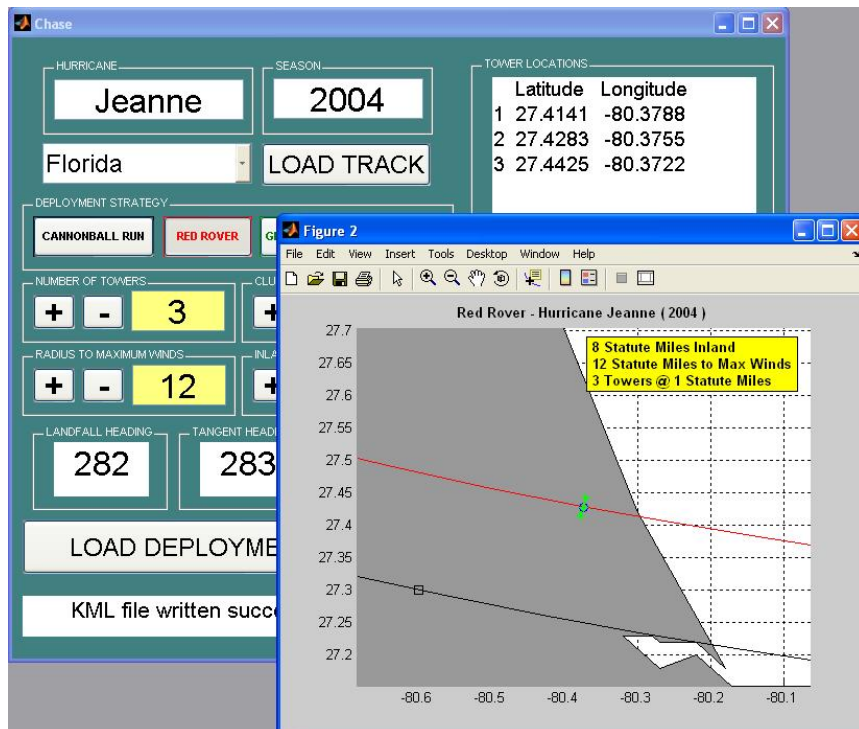 Chase
HURRICANE
Jeanne
SEASON
2004
TOWER LOCATIONS
Latitude Longitude
1 27.4141 -80.3788
2 27.4283 -80.3755
3 27.4425 -80.3722
Florida
LOAD TRACK
DEPLOYMENT STRATEGY
CANNONBALL RUN
RED ROVER
NUMBER OF TOWERS
+ - 3
+
RADIUS TO MAXIMUM WINDS
+ - 12
+
LANDFALL HEADING
282
283
LOAD
KML file written
Figure 2
File Edit View Insert Tools Desktop Window Help
Red Rover - Hurricane Jeanne ( 2004 )
8 Statute Miles Inland
12 Statute Miles to Max Winds
3 Towers @ 1 Statute Miles
27.7
27.65
27.6
27.55
27.5
27.45
27.4
27.35
27.3
27.25
27.2
-80.6 -80.5 -80.4 -80.3 -80.2 -80.1